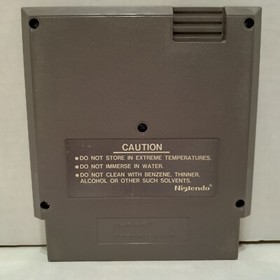 CAUTION
●DO NOT STORE IN EXTREME TEMPERATURES.
●DO NOT IMMERSE IN WATER.
●DO NOT CLEAN WITH BENZENE, THINNER,
ALCOHOL OR OTHER SUCH SOLVENTS.
Nintendo®